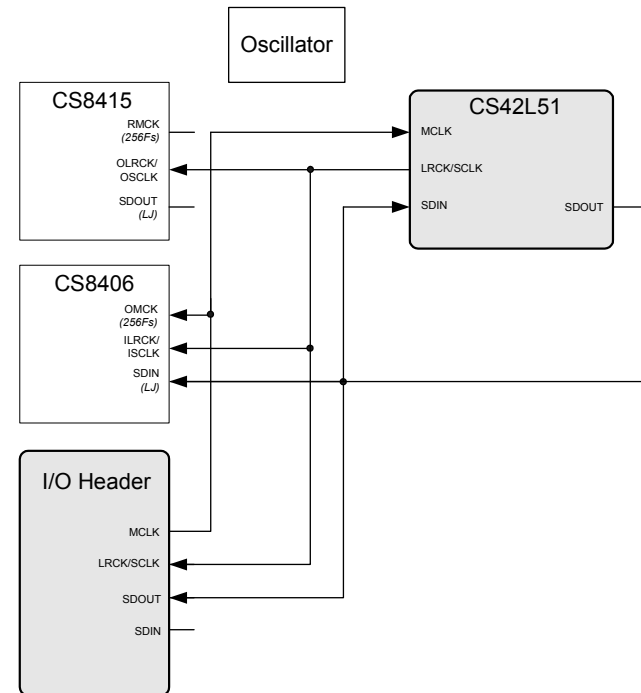 Oscillator
CS8415
RMCK
(256Fs)
OLRCK/
OSCLK
SDOUT
(LJ)
CS42L51
MCLK
LRCK/SCLK
SDIN
SDOUT
CS8406
OMCK
(256Fs)
ILRCK/
ISCLK
SDIN
(LJ)
I/O Header
MCLK
LRCK/SCLK
SDOUT
SDIN